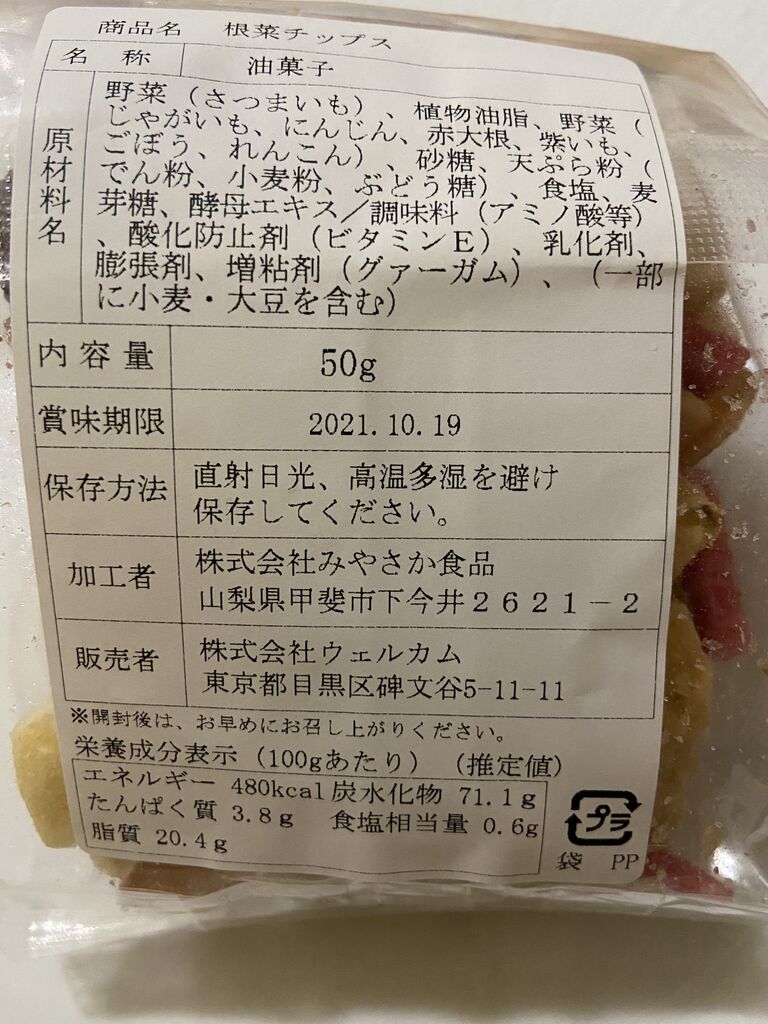 商品名 根菜チップス
名称 油菓子
原材料名
野菜（さつまいも）、植物油脂、野菜（
じゃがいも、にんじん、赤大根、紫いも、
ごぼう、れんこん）、砂糖、天ぷら粉（
でん粉、小麦粉、ぶどう糖）、食塩、麦
芽糖、酵母エキス／調味料（アミノ酸等）
、酸化防止剤（ビタミンE）、乳化剤、
膨張剤、増粘剤（グァーガム）、（一部
に小麦・大豆を含む）
内容量 50g
賞味期限 2021.10.19
保存方法 直射日光、高温多湿を避け
保存してください。
加工者 株式会社みやさか食品
山梨県甲斐市下今井２６２１－２
販売者 株式会社ウェルカム
東京都目黒区碑文谷5-11-11
※開封後は、お早めにお召し上がりください。
栄養成分表示（100gあたり）（推定値）
エネルギー 480kcal 炭水化物 71.1g
たんぱく質 3.8g 食塩相当量 0.6g
脂質 20.4g
プラ
袋 PP